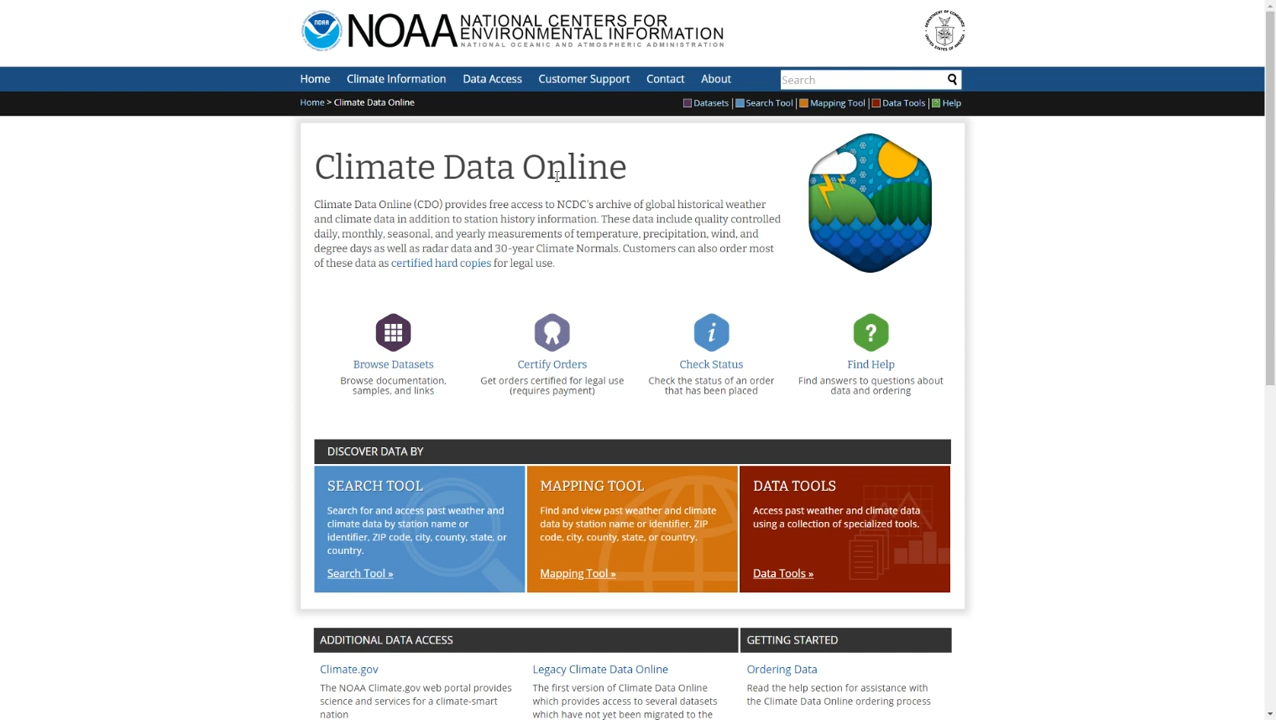 NOAA NATIONAL CENTERS FOR
ENVIRONMENTAL INFORMATION
NATIONAL OCEANIC AND ATMOSPHERIC ADMINISTRATION
Home Climate Information Data Access Customer Support Contact About Search
Home > Climate Data Online Datasets | Search Tool | Mapping Tool | Data Tools | Help
Climate Data Online
Climate Data Online (CDO) provides free access to NCDC's archive of global historical weather
and climate data in addition to station history information. These data include quality controlled
daily, monthly, seasonal, and yearly measurements of temperature, precipitation, wind, and
degree days as well as radar data and 30-year Climate Normals. Customers can also order most
of these data as certified hard copies for legal use.
Browse Datasets
Browse documentation,
samples, and links
Certify Orders
Get orders certified for legal use
(requires payment)
Check Status
Check the status of an order
that has been placed
Find Help
Find answers to questions about
data and ordering
DISCOVER DATA BY
SEARCH TOOL
Search for and access past weather and
climate data by station name or
identifier, ZIP code, city, county, state, or
country.
Search Tool »
MAPPING TOOL
Find and view past weather and climate
data by station name or identifier, ZIP
code, city, county, state, or country.
Mapping Tool »
DATA TOOLS
Access past weather and climate data
using a collection of specialized tools.
Data Tools »
ADDITIONAL DATA ACCESS
Climate.gov
The NOAA Climate.gov web portal provides
science and services for a climate-smart
nation
Legacy Climate Data Online
The first version of Climate Data Online
which provides access to several datasets
which have not yet been migrated to the
GETTING STARTED
Ordering Data
Read the help section for assistance with
the Climate Data Online ordering process